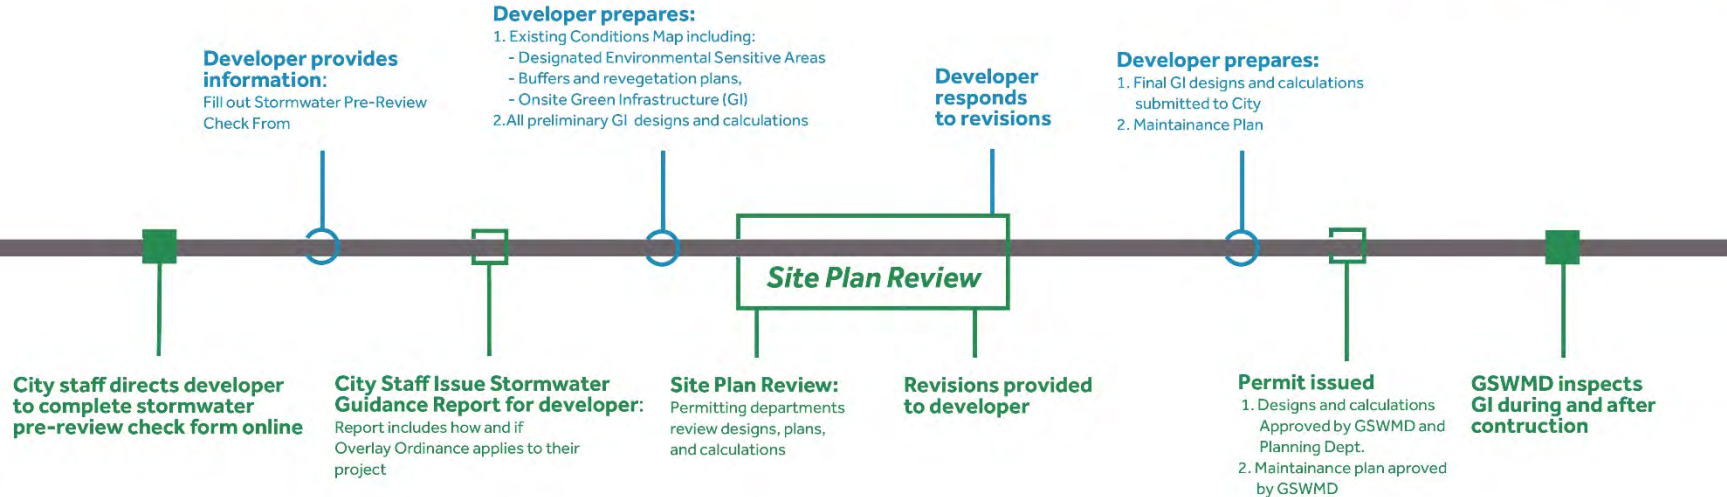 Developer provides
information:
Fill out Stormwater Pre-Review
Check From
Developer prepares:
1. Existing Conditions Map including:
- Designated Environmental Sensitive Areas
- Buffers and revegetation plans,
- Onsite Green Infrastructure (GI)
2.All preliminary GI designs and calculations
Developer
responds
to revisions
Developer prepares:
1. Final GI designs and calculations
submitted to City
2. Maintainance Plan
Site Plan Review
City staff directs developer
to complete stormwater
pre-review check form online
City Staff Issue Stormwater
Guidance Report for developer:
Report includes how and if
Overlay Ordinance applies to their
project
Site Plan Review:
Permitting departments
review designs, plans,
and calculations
Revisions provided
to developer
Permit issued
1. Designs and calculations
Approved by GSWMD and
Planning Dept.
2. Maintainance plan aproved
by GSWMD
GSWMD inspects
GI during and after
contruction